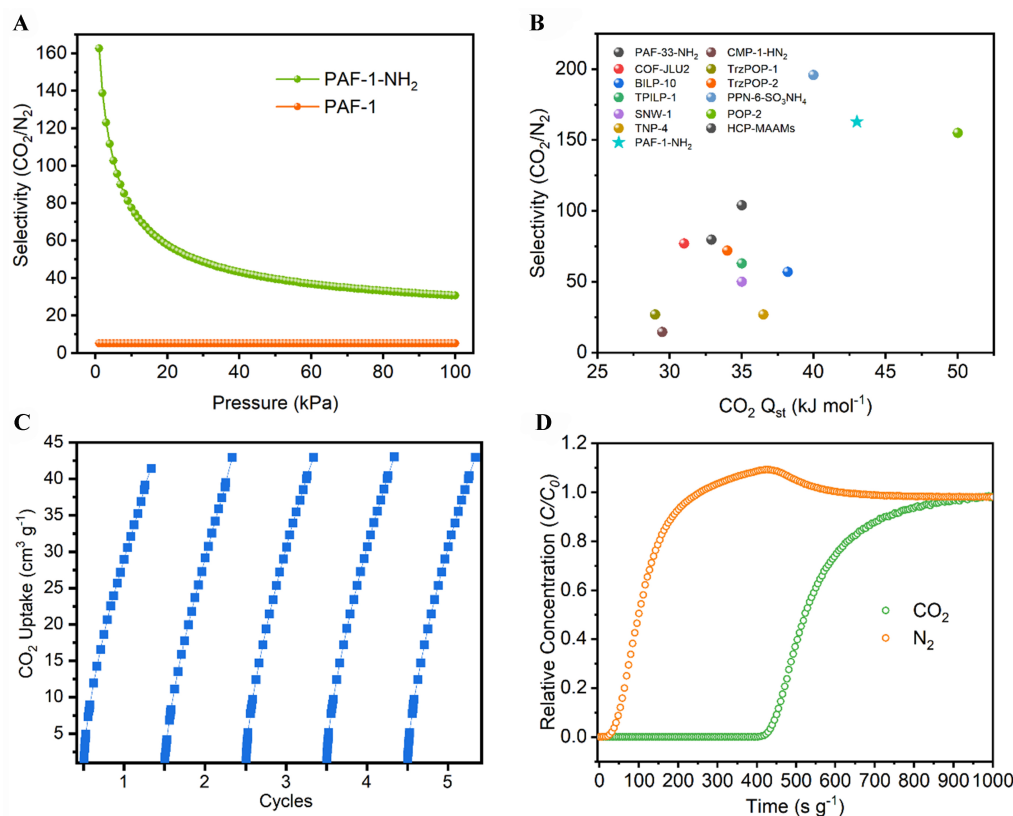 A
160
140
120
100
80
60
40
20
0
Selectivity (CO₂/N₂)
PAF-1-NH₂
PAF-1
0 20 40 60 80 100
Pressure (kPa)
B
PAF-33-NH₂ CMP-1-HN₂
COF-JLU2 TrzPOP-1
BILP-10 TrzPOP-2
TPILP-1 PPN-6-SO₃NH₄
SNW-1 POP-2
TNP-4 HCP-MAAMs
PAF-1-NH₂
200
150
100
50
0
Selectivity (CO₂/N₂)
25 30 35 40 45 50
CO₂ Qₛₜ (kJ mol⁻¹)
C
45
40
35
30
25
20
15
10
5
CO₂ Uptake (cm³ g⁻¹)
1 2 3 4 5
Cycles
D
1.2
1.0
0.8
0.6
0.4
0.2
0.0
Relative Concentration (C/C₀)
CO₂
N₂
0 100 200 300 400 500 600 700 800 900 1000
Time (s g⁻¹)